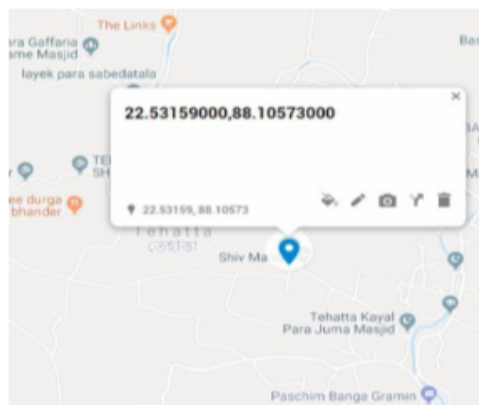 The Links
ara Gaffaria
ame Masjid
Bas
layek para sabedatala
22.53159000,88.10573000
×
BA
TE
SH
M
ee durga
bhander
22.53159, 88.10573
Tehatta
তেহট্টা
Shiv Ma
Tehatta Kayal
Para Juma Masjid
Paschim Banga Gramin